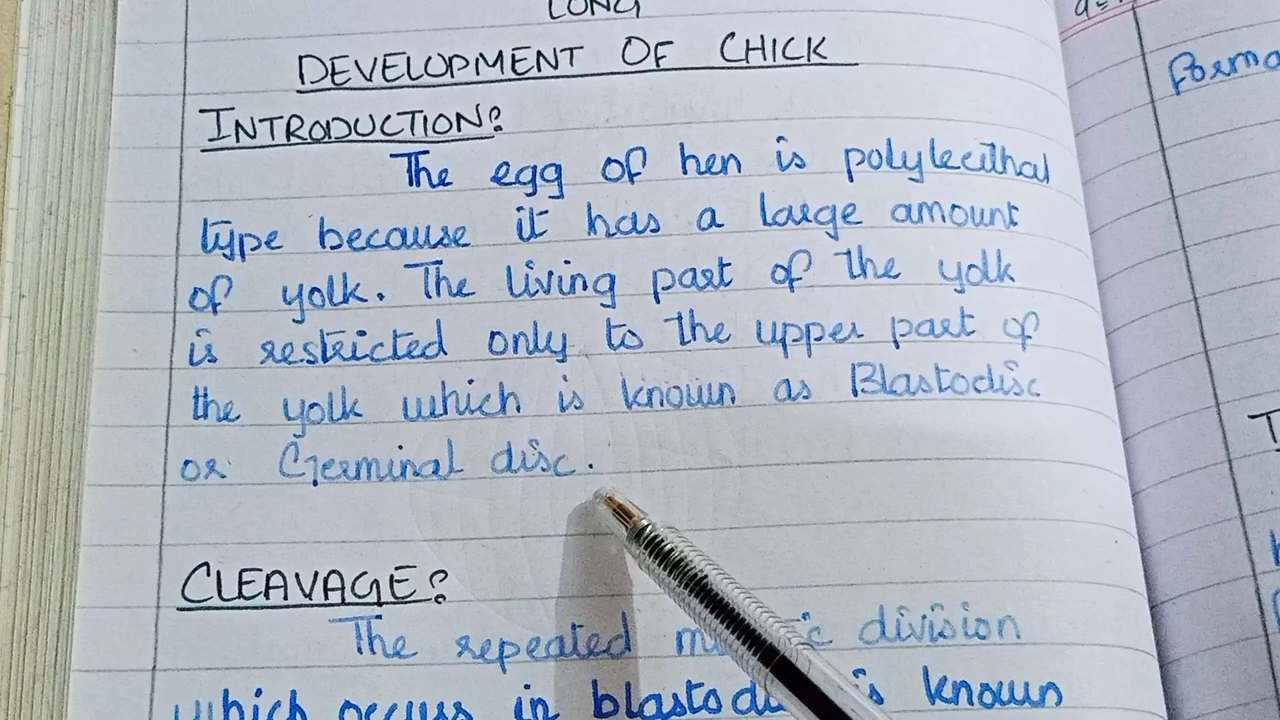 LONG
DEVELOPMENT OF CHICK
INTRODUCTION:
The egg of hen is polylecithal
type because it has a large amount
of yolk. The living part of the yolk
is restricted only to the upper part of
the yolk which is known as Blastodisc
or Germinal disc.
CLEAVAGE:
The repeated division
which occurs in is known